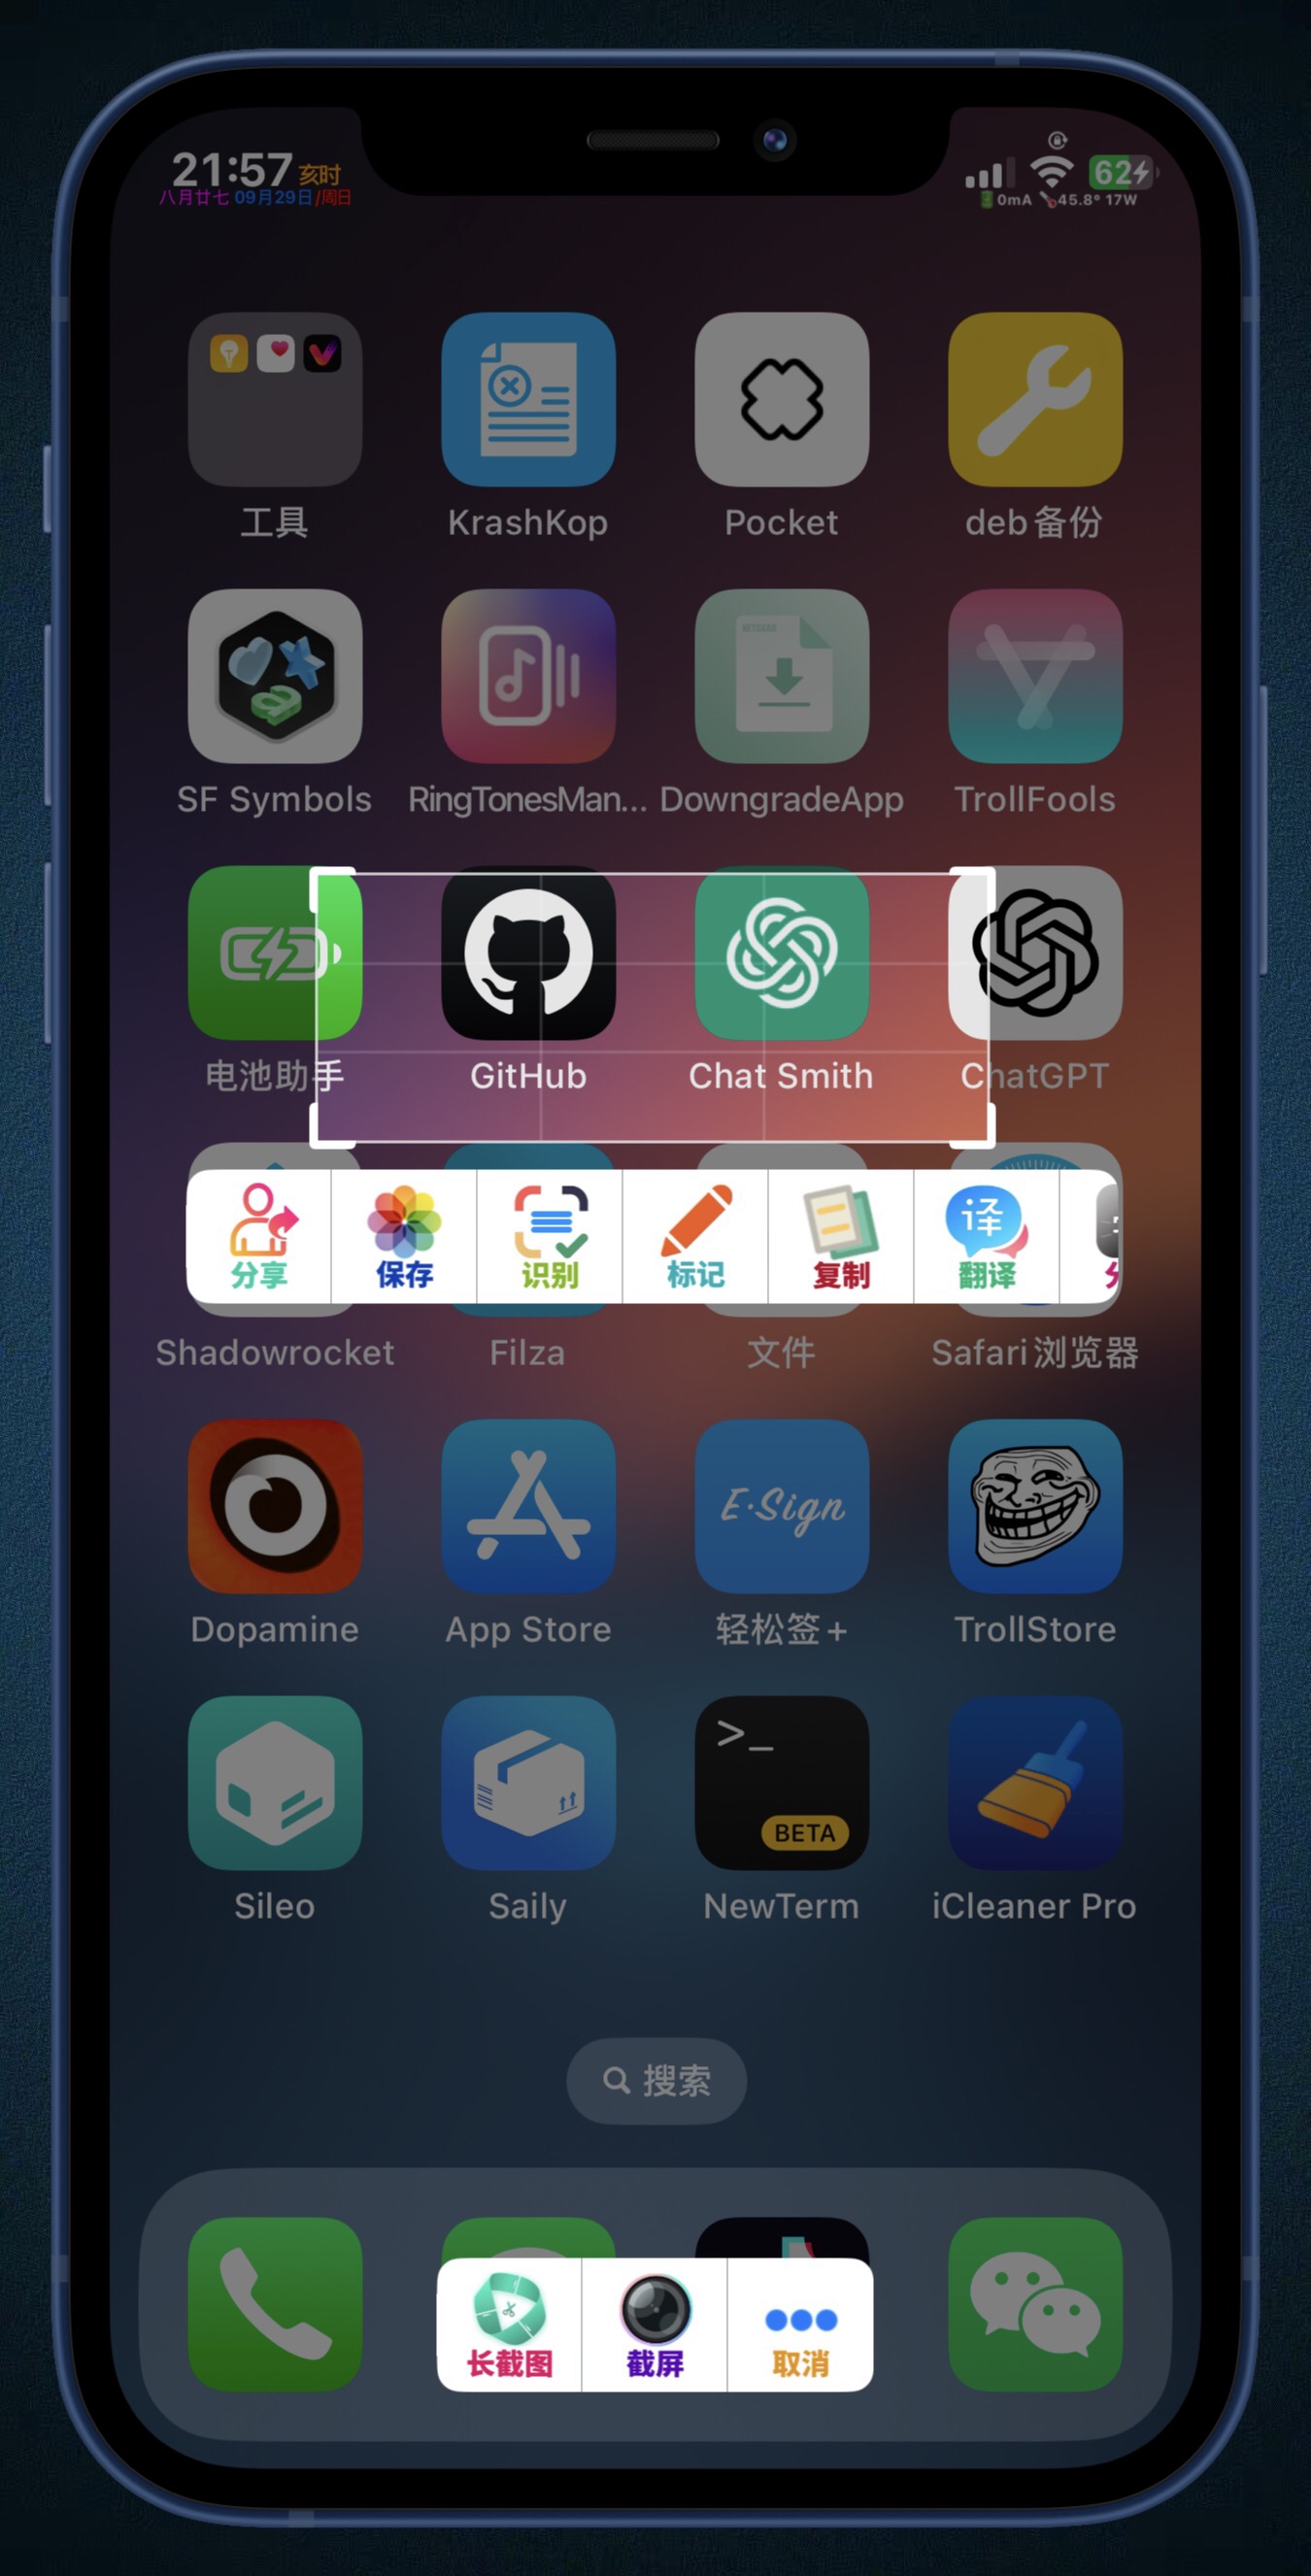 21:57 亥时
八月廿七 09月29日/周日
62
0mA 45.8° 17W
工具
KrashKop
Pocket
deb备份
NETGEAR
SF Symbols
RingTonesMan...
DowngradeApp
TrollFools
电池助手
GitHub
Chat Smith
ChatGPT
译
分享
保存
识别
标记
复制
翻译
Shadowrocket
Filza
文件
Safari浏览器
E·Sign
Dopamine
App Store
轻松签+
TrollStore
>_
BETA
Sileo
Saily
NewTerm
iCleaner Pro
搜索
长截图
截屏
取消